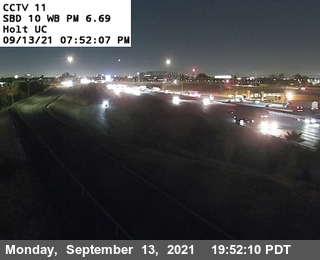 CCTV 11
SBD 10 WB PM 6.69
Holt UC
09/13/21 07:52:07 PM
Monday, September 13, 2021 19:52:10 PDT